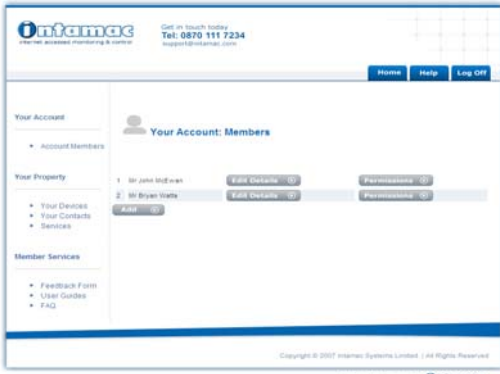 intamac
internet accessed monitoring & control
Get in touch today
Tel: 0870 111 7234
support@intamac.com
Home Help Log Off
Your Account
Account Members
Your Property
Your Devices
Your Contacts
Services
Member Services
Feedback Form
User Guides
FAQ
Your Account: Members
1 Mr John McEwan Edit Details Permissions
2 Mr Bryan Watte Edit Details Permissions
Add
Copyright © 2007 intamac Systems Limited. | All Rights Reserved